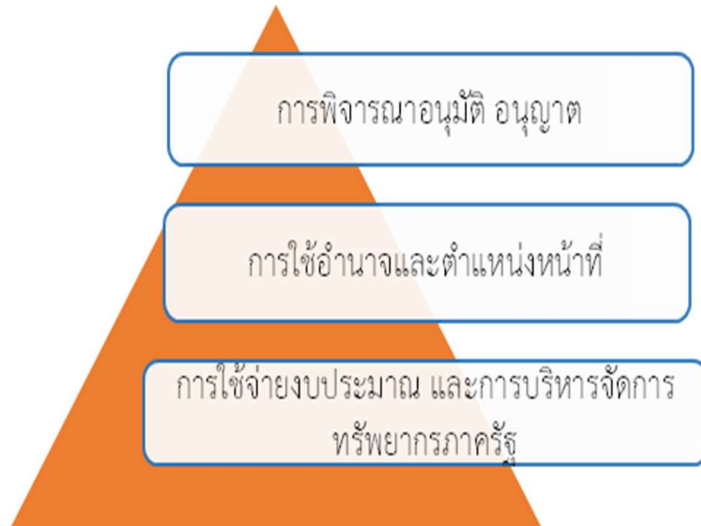 การพิจารณาอนุมัติ อนุญาต
การใช้อำนาจและตำแหน่งหน้าที่
การใช้จ่ายงบประมาณ และการบริหารจัดการ
ทรัพยากรภาครัฐ